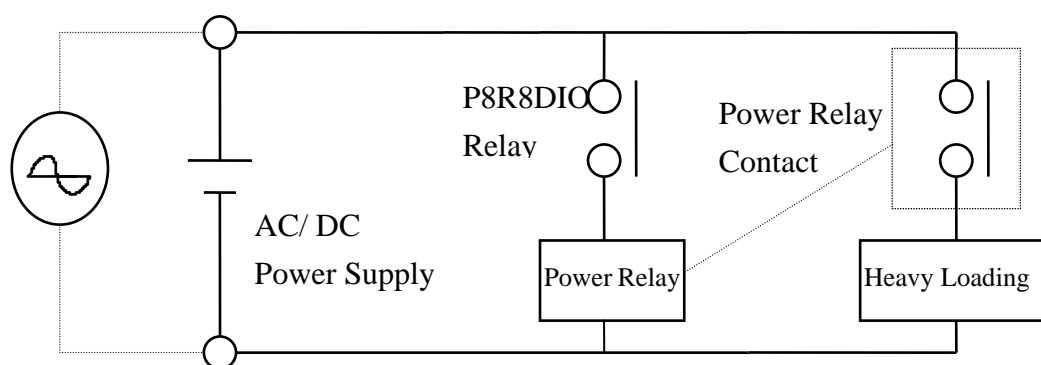 P8R8DIO
Relay
Power Relay
Contact
AC/ DC
Power Supply
Power Relay
Heavy Loading